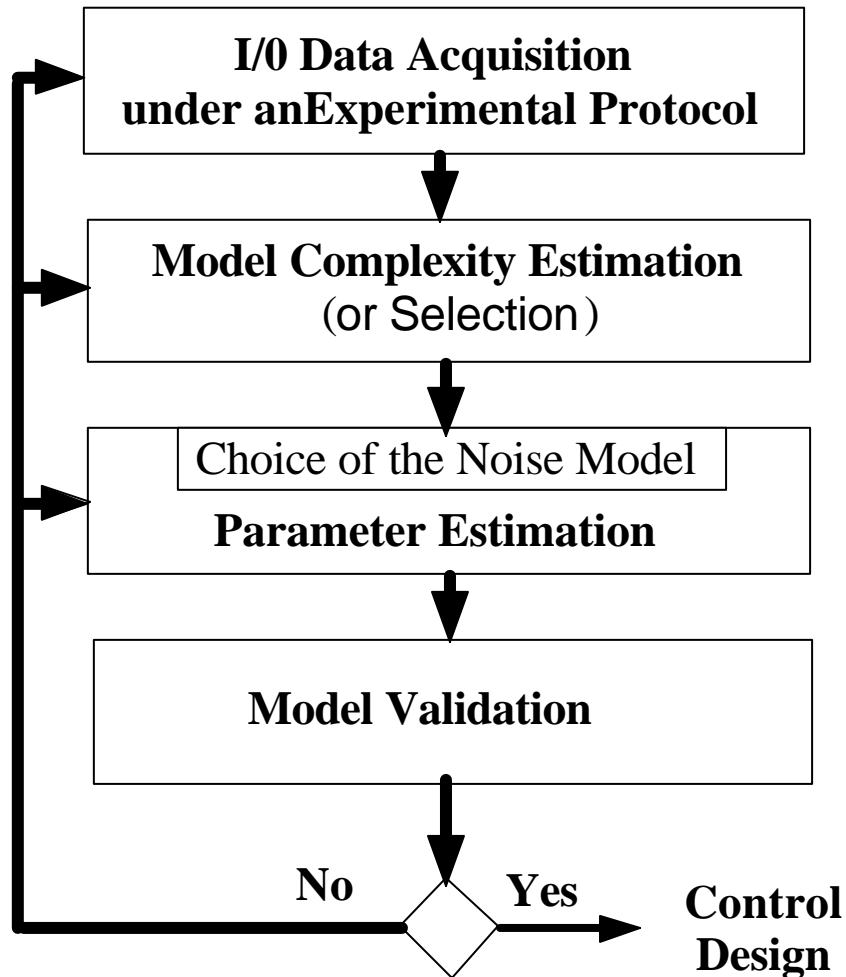 I/0 Data Acquisition
under anExperimental Protocol
Model Complexity Estimation
(or Selection)
Choice of the Noise Model
Parameter Estimation
Model Validation
No
Yes
Control
Design